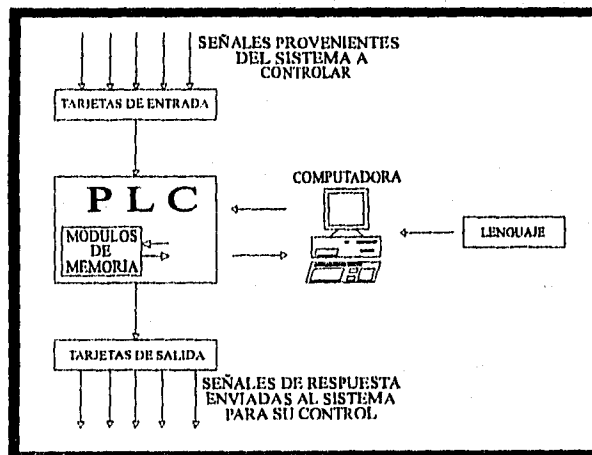 SEÑALES PROVENIENTES
DEL SISTEMA A
CONTROLAR
TARJETAS DE ENTRADA
PLC
MODULOS
DE
MEMORIA
COMPUTADORA
LENGUAJE
TARJETAS DE SALIDA
SEÑALES DE RESPUESTA
ENVIADAS AL SISTEMA
PARA SU CONTROL